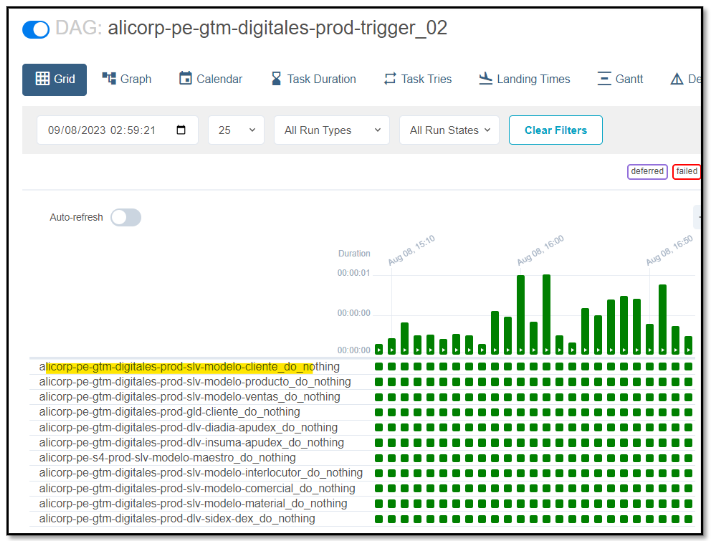 DAG: alicorp-pe-gtm-digitales-prod-trigger_02
Grid Graph Calendar Task Duration Task Tries Landing Times Gantt
09/08/2023 02:59:21 25 All Run Types All Run States Clear Filters
deferred failed
Auto-refresh
Duration Aug 08, 15:10 Aug 08, 16:00 Aug 08, 16:50
00:00:01
00:00:00
00:00:00
alicorp-pe-gtm-digitales-prod-slv-modelo-cliente_do_nothing
alicorp-pe-gtm-digitales-prod-slv-modelo-producto_do_nothing
alicorp-pe-gtm-digitales-prod-slv-modelo-ventas_do_nothing
alicorp-pe-gtm-digitales-prod-gld-cliente_do_nothing
alicorp-pe-gtm-digitales-prod-dlv-diadia-apudex_do_nothing
alicorp-pe-gtm-digitales-prod-dlv-insuma-apudex_do_nothing
alicorp-pe-s4-prod-slv-modelo-maestro_do_nothing
alicorp-pe-gtm-digitales-prod-slv-modelo-interlocutor_do_nothing
alicorp-pe-gtm-digitales-prod-slv-modelo-comercial_do_nothing
alicorp-pe-gtm-digitales-prod-slv-modelo-material_do_nothing
alicorp-pe-gtm-digitales-prod-dlv-sidex-dex_do_nothing